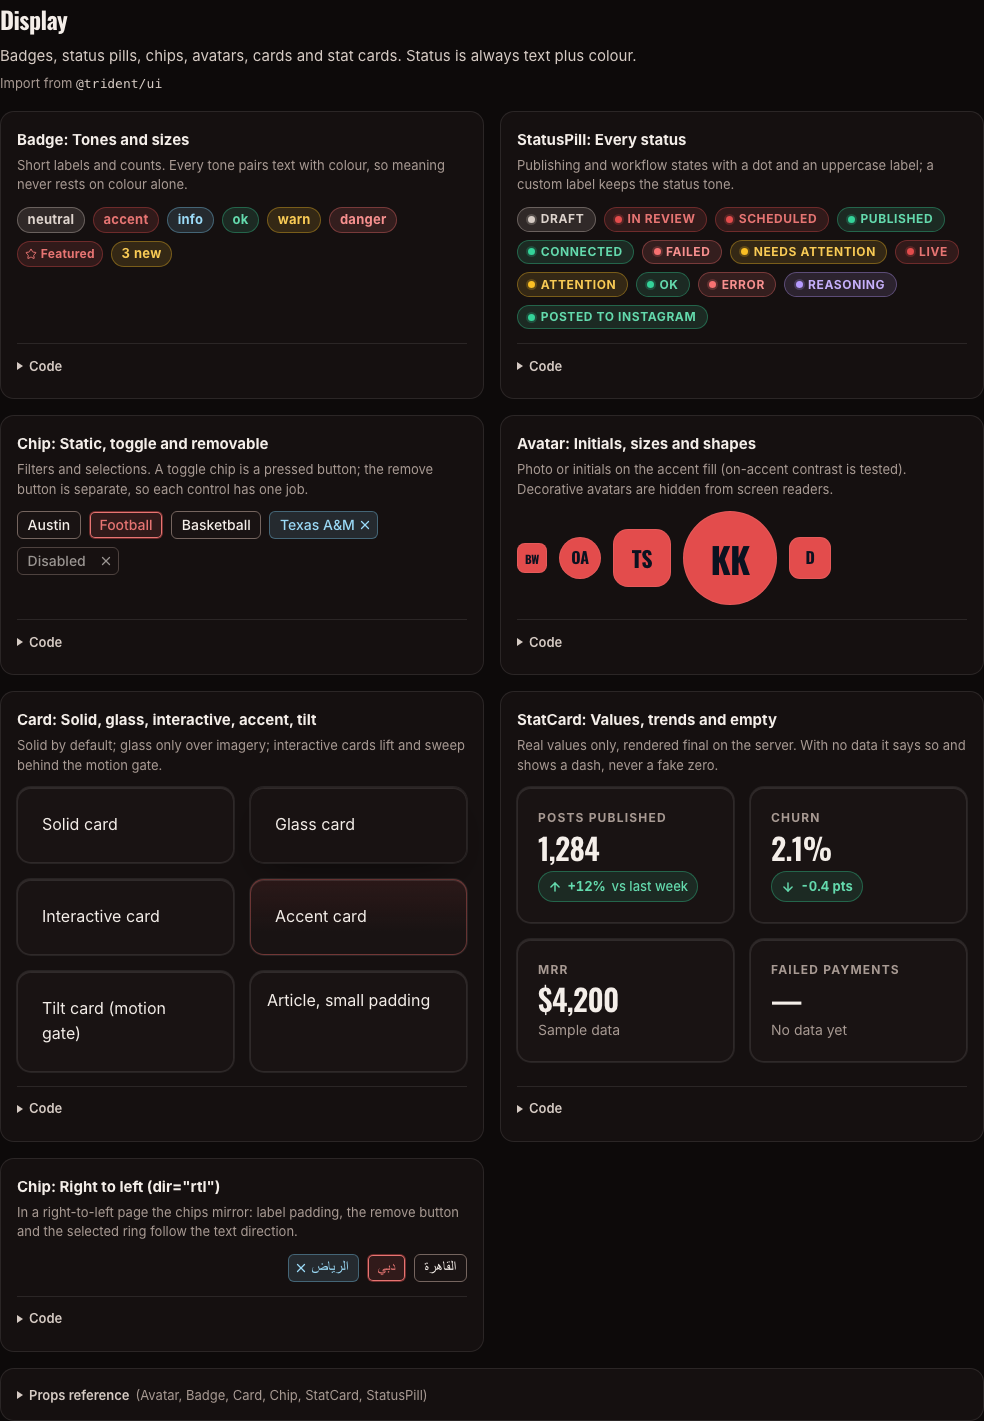 Display
Badges, status pills, chips, avatars, cards and stat cards. Status is always text plus colour.
Import from @trident/ui
Badge: Tones and sizes
Short labels and counts. Every tone pairs text with colour, so meaning
never rests on colour alone.
neutral accent info ok warn danger
Featured 3 new
Code
StatusPill: Every status
Publishing and workflow states with a dot and an uppercase label; a
custom label keeps the status tone.
DRAFT IN REVIEW SCHEDULED PUBLISHED
CONNECTED FAILED NEEDS ATTENTION LIVE
ATTENTION OK ERROR REASONING
POSTED TO INSTAGRAM
Code
Chip: Static, toggle and removable
Filters and selections. A toggle chip is a pressed button; the remove
button is separate, so each control has one job.
Austin Football Basketball Texas A&M ×
Disabled ×
Code
Avatar: Initials, sizes and shapes
Photo or initials on the accent fill (on-accent contrast is tested).
Decorative avatars are hidden from screen readers.
BW OA TS KK D
Code
Card: Solid, glass, interactive, accent, tilt
Solid by default; glass only over imagery; interactive cards lift and sweep
behind the motion gate.
Solid card
Glass card
Interactive card
Accent card
Tilt card (motion
gate)
Article, small padding
Code
StatCard: Values, trends and empty
Real values only, rendered final on the server. With no data it says so and
shows a dash, never a fake zero.
POSTS PUBLISHED
1,284
↑ +12% vs last week
CHURN
2.1%
↓ -0.4 pts
MRR
$4,200
Sample data
FAILED PAYMENTS
—
No data yet
Code
Chip: Right to left (dir="rtl")
In a right-to-left page the chips mirror: label padding, the remove button
and the selected ring follow the text direction.
القاهرة دبي الرياض ×
Code
Props reference (Avatar, Badge, Card, Chip, StatCard, StatusPill)